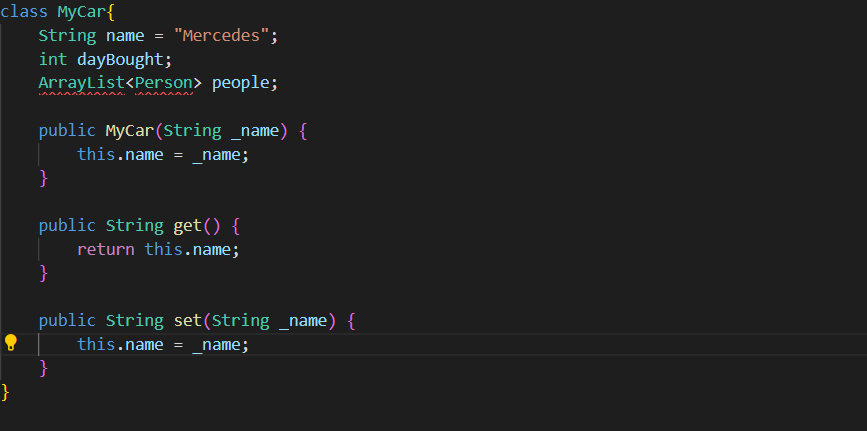 class MyCar{
    String name = "Mercedes";
    int dayBought;
    ArrayList<Person> people;

    public MyCar(String _name) {
        this.name = _name;
    }

    public String get() {
        return this.name;
    }

    public String set(String _name) {
        this.name = _name;
    }
}